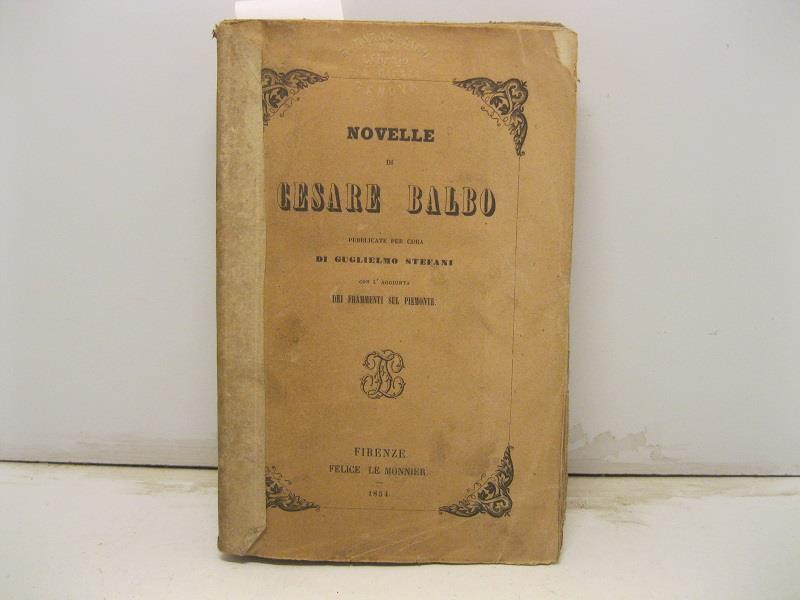 GENOVA
NOVELLE
DI
CESARE BALBO
PUBBLICATE PER CURA
DI GUGLIELMO STEFANI
CON L' AGGIUNTA
DEI FRAMMENTI SUL PIEMONTE.
FIRENZE.
FELICE LE MONNIER.
1854